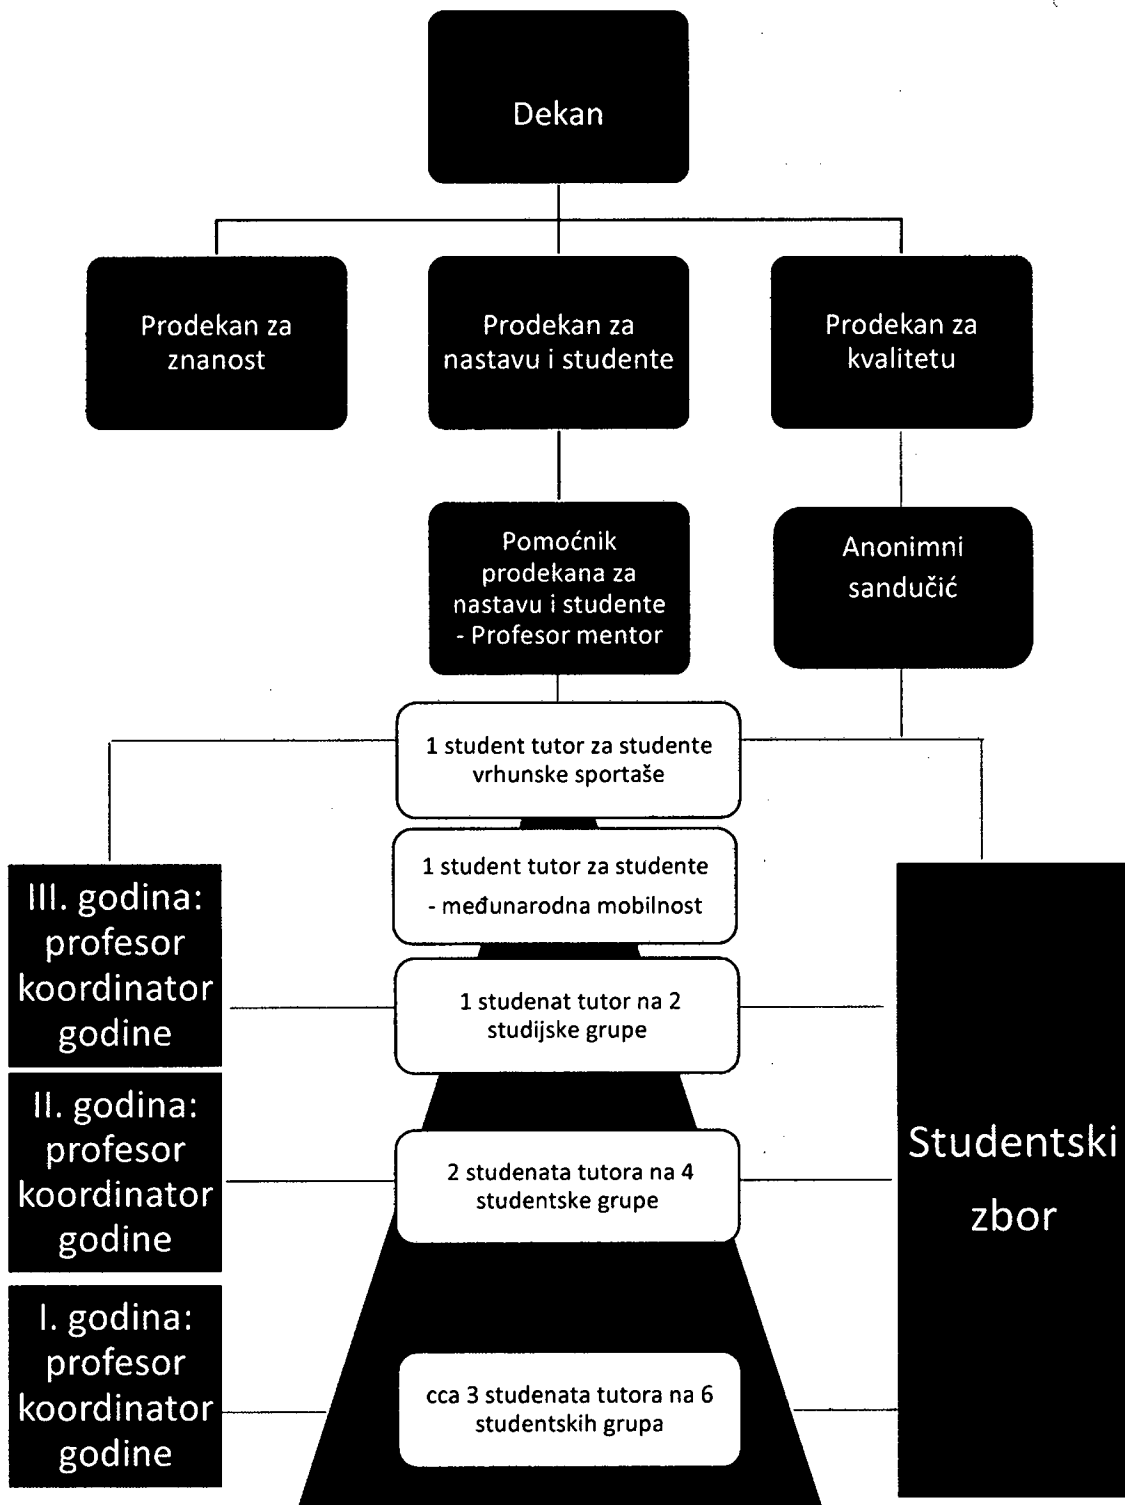 Dekan
Prodekan za
znanost
Prodekan za
nastavu i studente
Prodekan za
kvalitetu
Pomoćnik
prodekana za
nastavu i studente
- Profesor mentor
Anonimni
sandučić
1 student tutor za studente
vrhunske sportaše
1 student tutor za studente
- međunarodna mobilnost
III. godina:
profesor
koordinator
godine
1 studenat tutor na 2
studijske grupe
II. godina:
profesor
koordinator
godine
2 studenata tutora na 4
studentske grupe
Studentski
zbor
I. godina:
profesor
koordinator
godine
cca 3 studenata tutora na 6
studentskih grupa